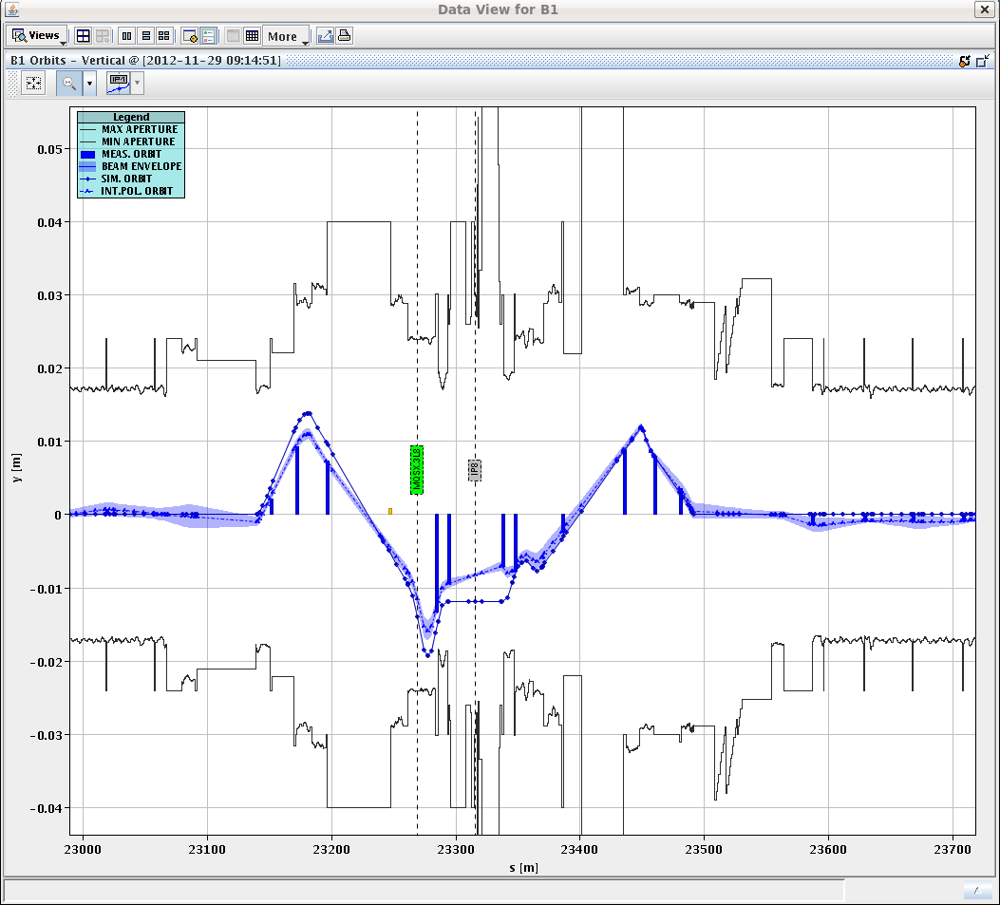 Data View for B1
Views More
B1 Orbits - Vertical @ [2012-11-29 09:14:51]
IP4
Legend
MAX APERTURE
MIN APERTURE
MEAS. ORBIT
BEAM ENVELOPE
SIM. ORBIT
INT.POL. ORBIT
0.05
0.04
0.03
0.02
0.01
0
-0.01
-0.02
-0.03
-0.04
y [m]
MQSX.3L8
IP8
23000 23100 23200 23300 23400 23500 23600 23700
s [m]